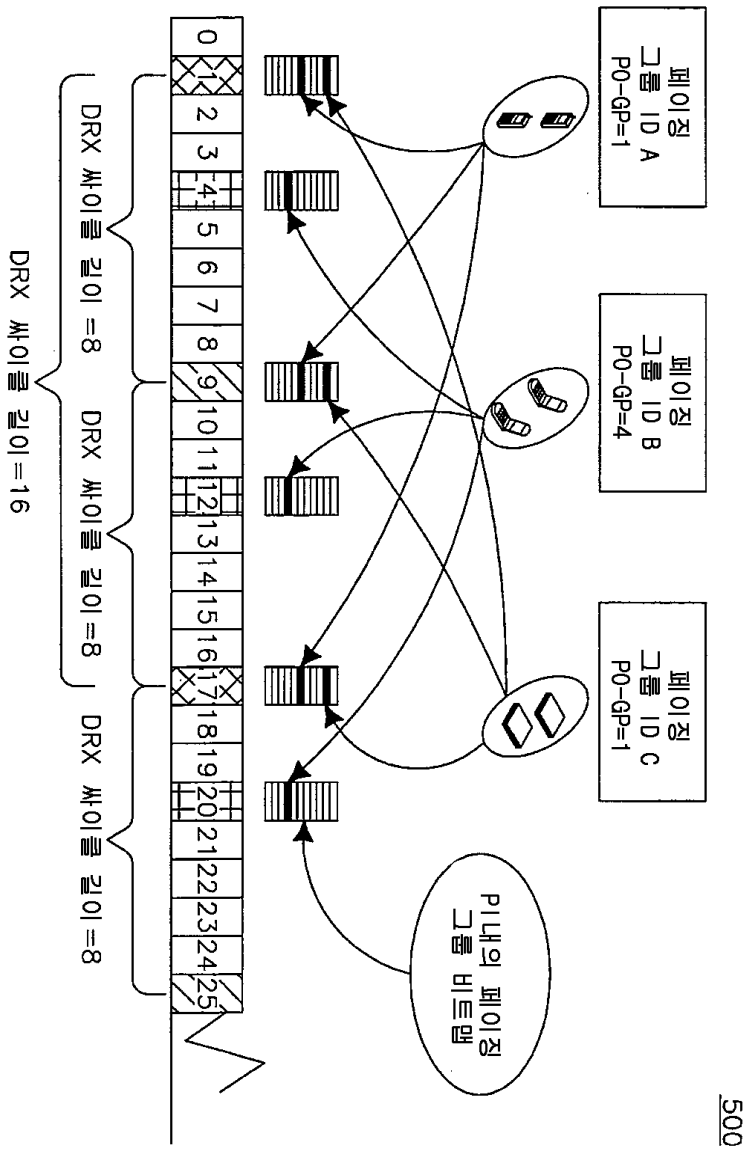 500
페이징
그룹 ID A
PO-GP=1
페이징
그룹 ID B
PO-GP=4
페이징
그룹 ID C
PO-GP=1
PI내의 페이징
그룹 비트맵
0 1 2 3 4 5 6 7 8 9 10 11 12 13 14 15 16 17 18 19 20 21 22 23 24 25
DRX 싸이클 길이=8
DRX 싸이클 길이=8
DRX 싸이클 길이=8
DRX 싸이클 길이=16